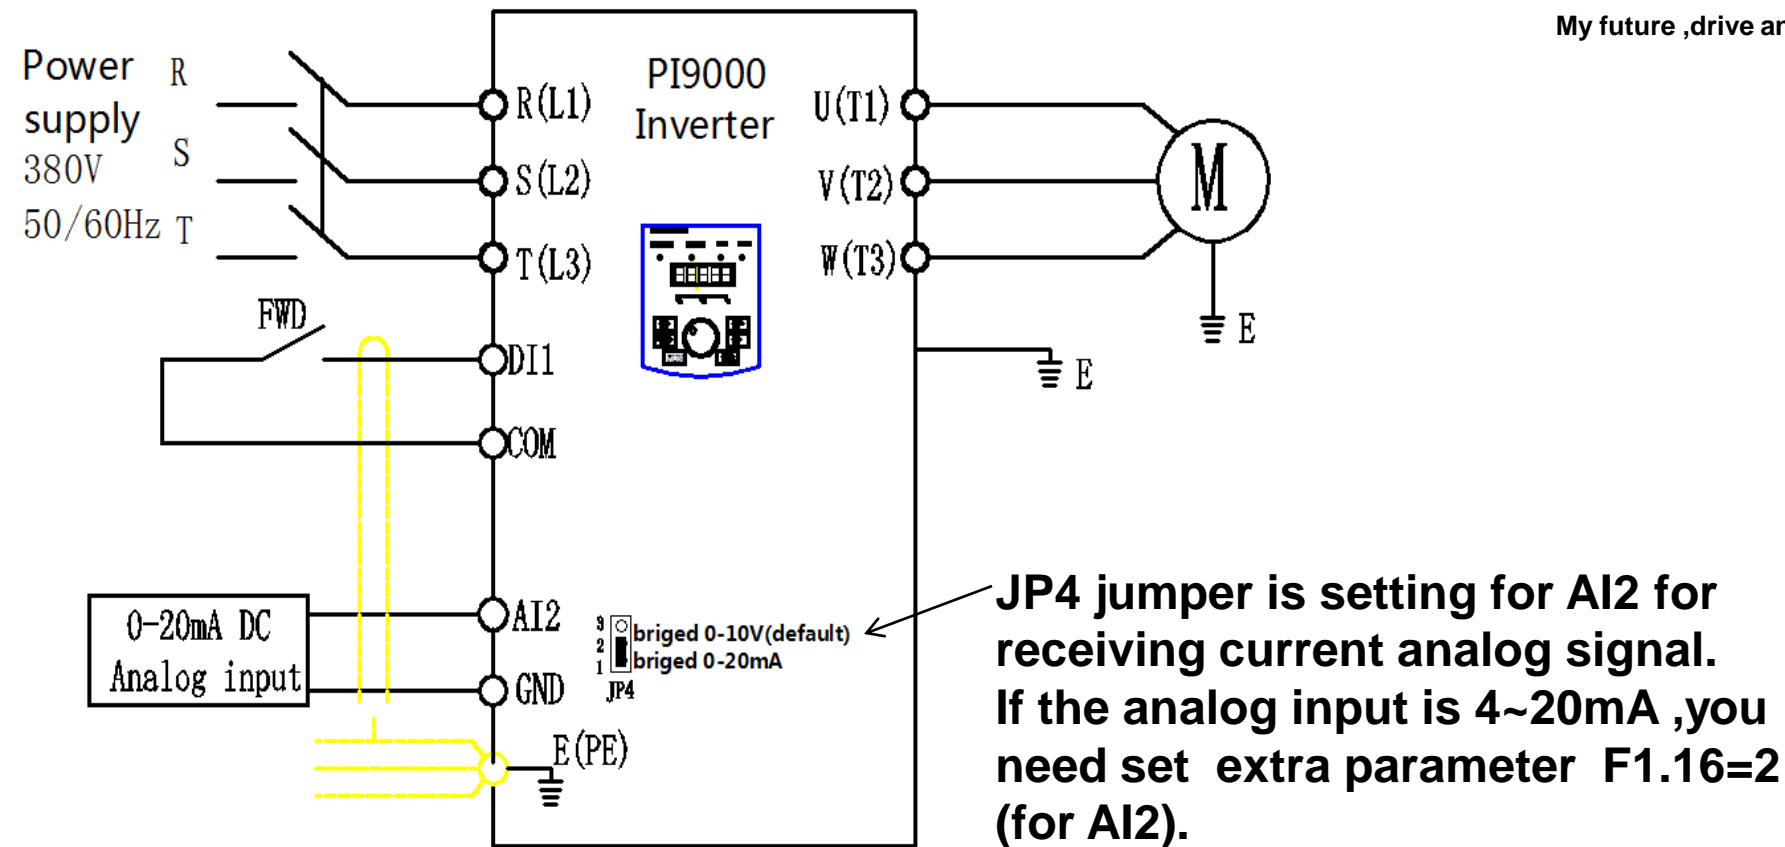 My future ,drive an
Power
supply
380V
50/60Hz
R
S
T
R(L1)
S(L2)
T(L3)
PI9000
Inverter
U(T1)
V(T2)
W(T3)
M
E
E
FWD
DI1
COM
0-20mA DC
Analog input
AI2
GND
E(PE)
3
2
1
briged 0-10V(default)
briged 0-20mA
JP4
JP4 jumper is setting for AI2 for
receiving current analog signal.
If the analog input is 4~20mA ,you
need set extra parameter F1.16=2
(for AI2).